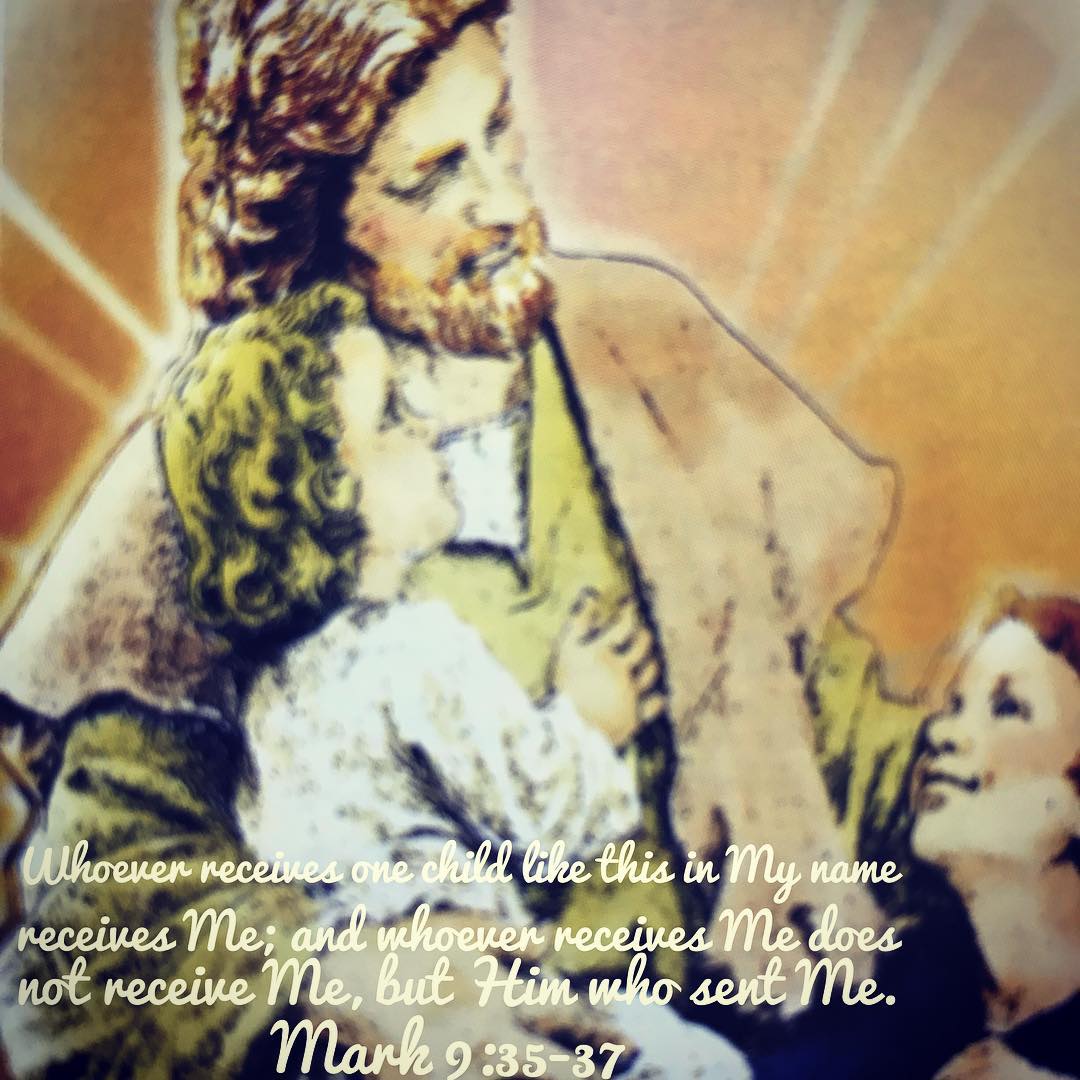 Whoever receives one child like this in My name
receives Me; and whoever receives Me does
not receive Me, but Him who sent Me.
Mark 9:35-37